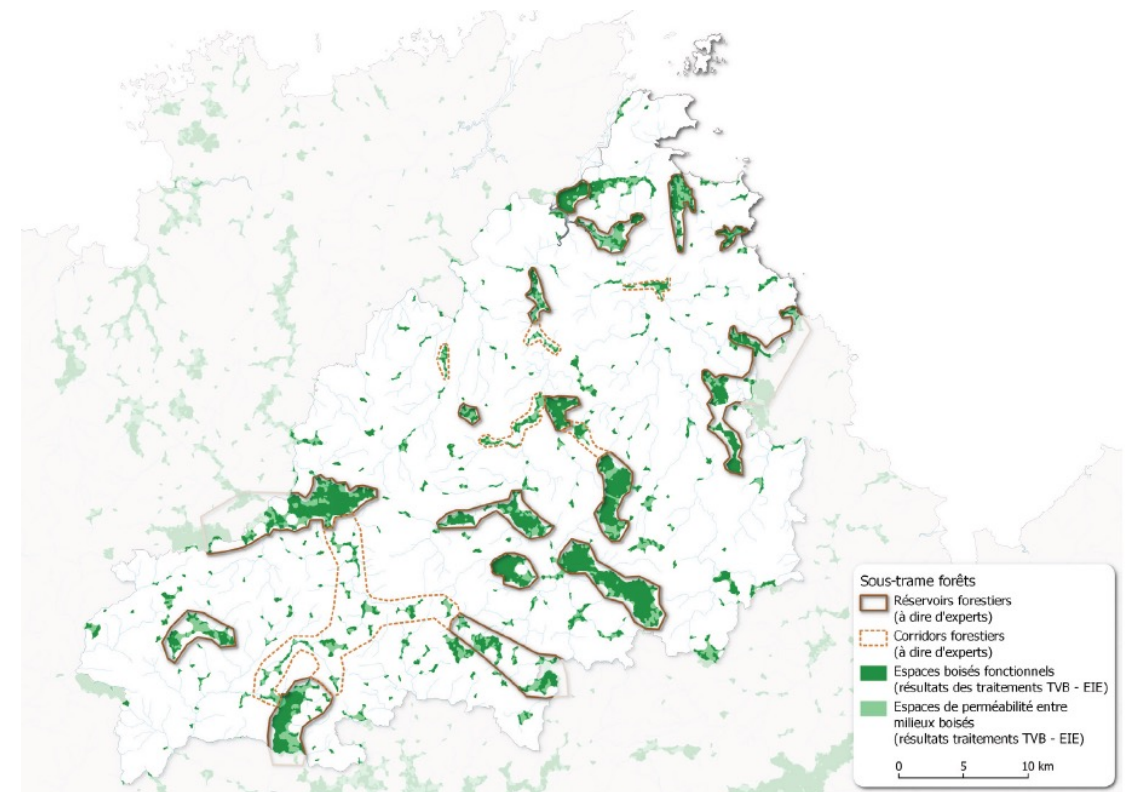 Sous-trame forêts
Réservoirs forestiers
(à dire d'experts)
Corridors forestiers
(à dire d'experts)
Espaces boisés fonctionnels
(résultats des traitements TVB - EIE)
Espaces de perméabilité entre
milieux boisés
(résultats traitements TVB - EIE)
0 5 10 km